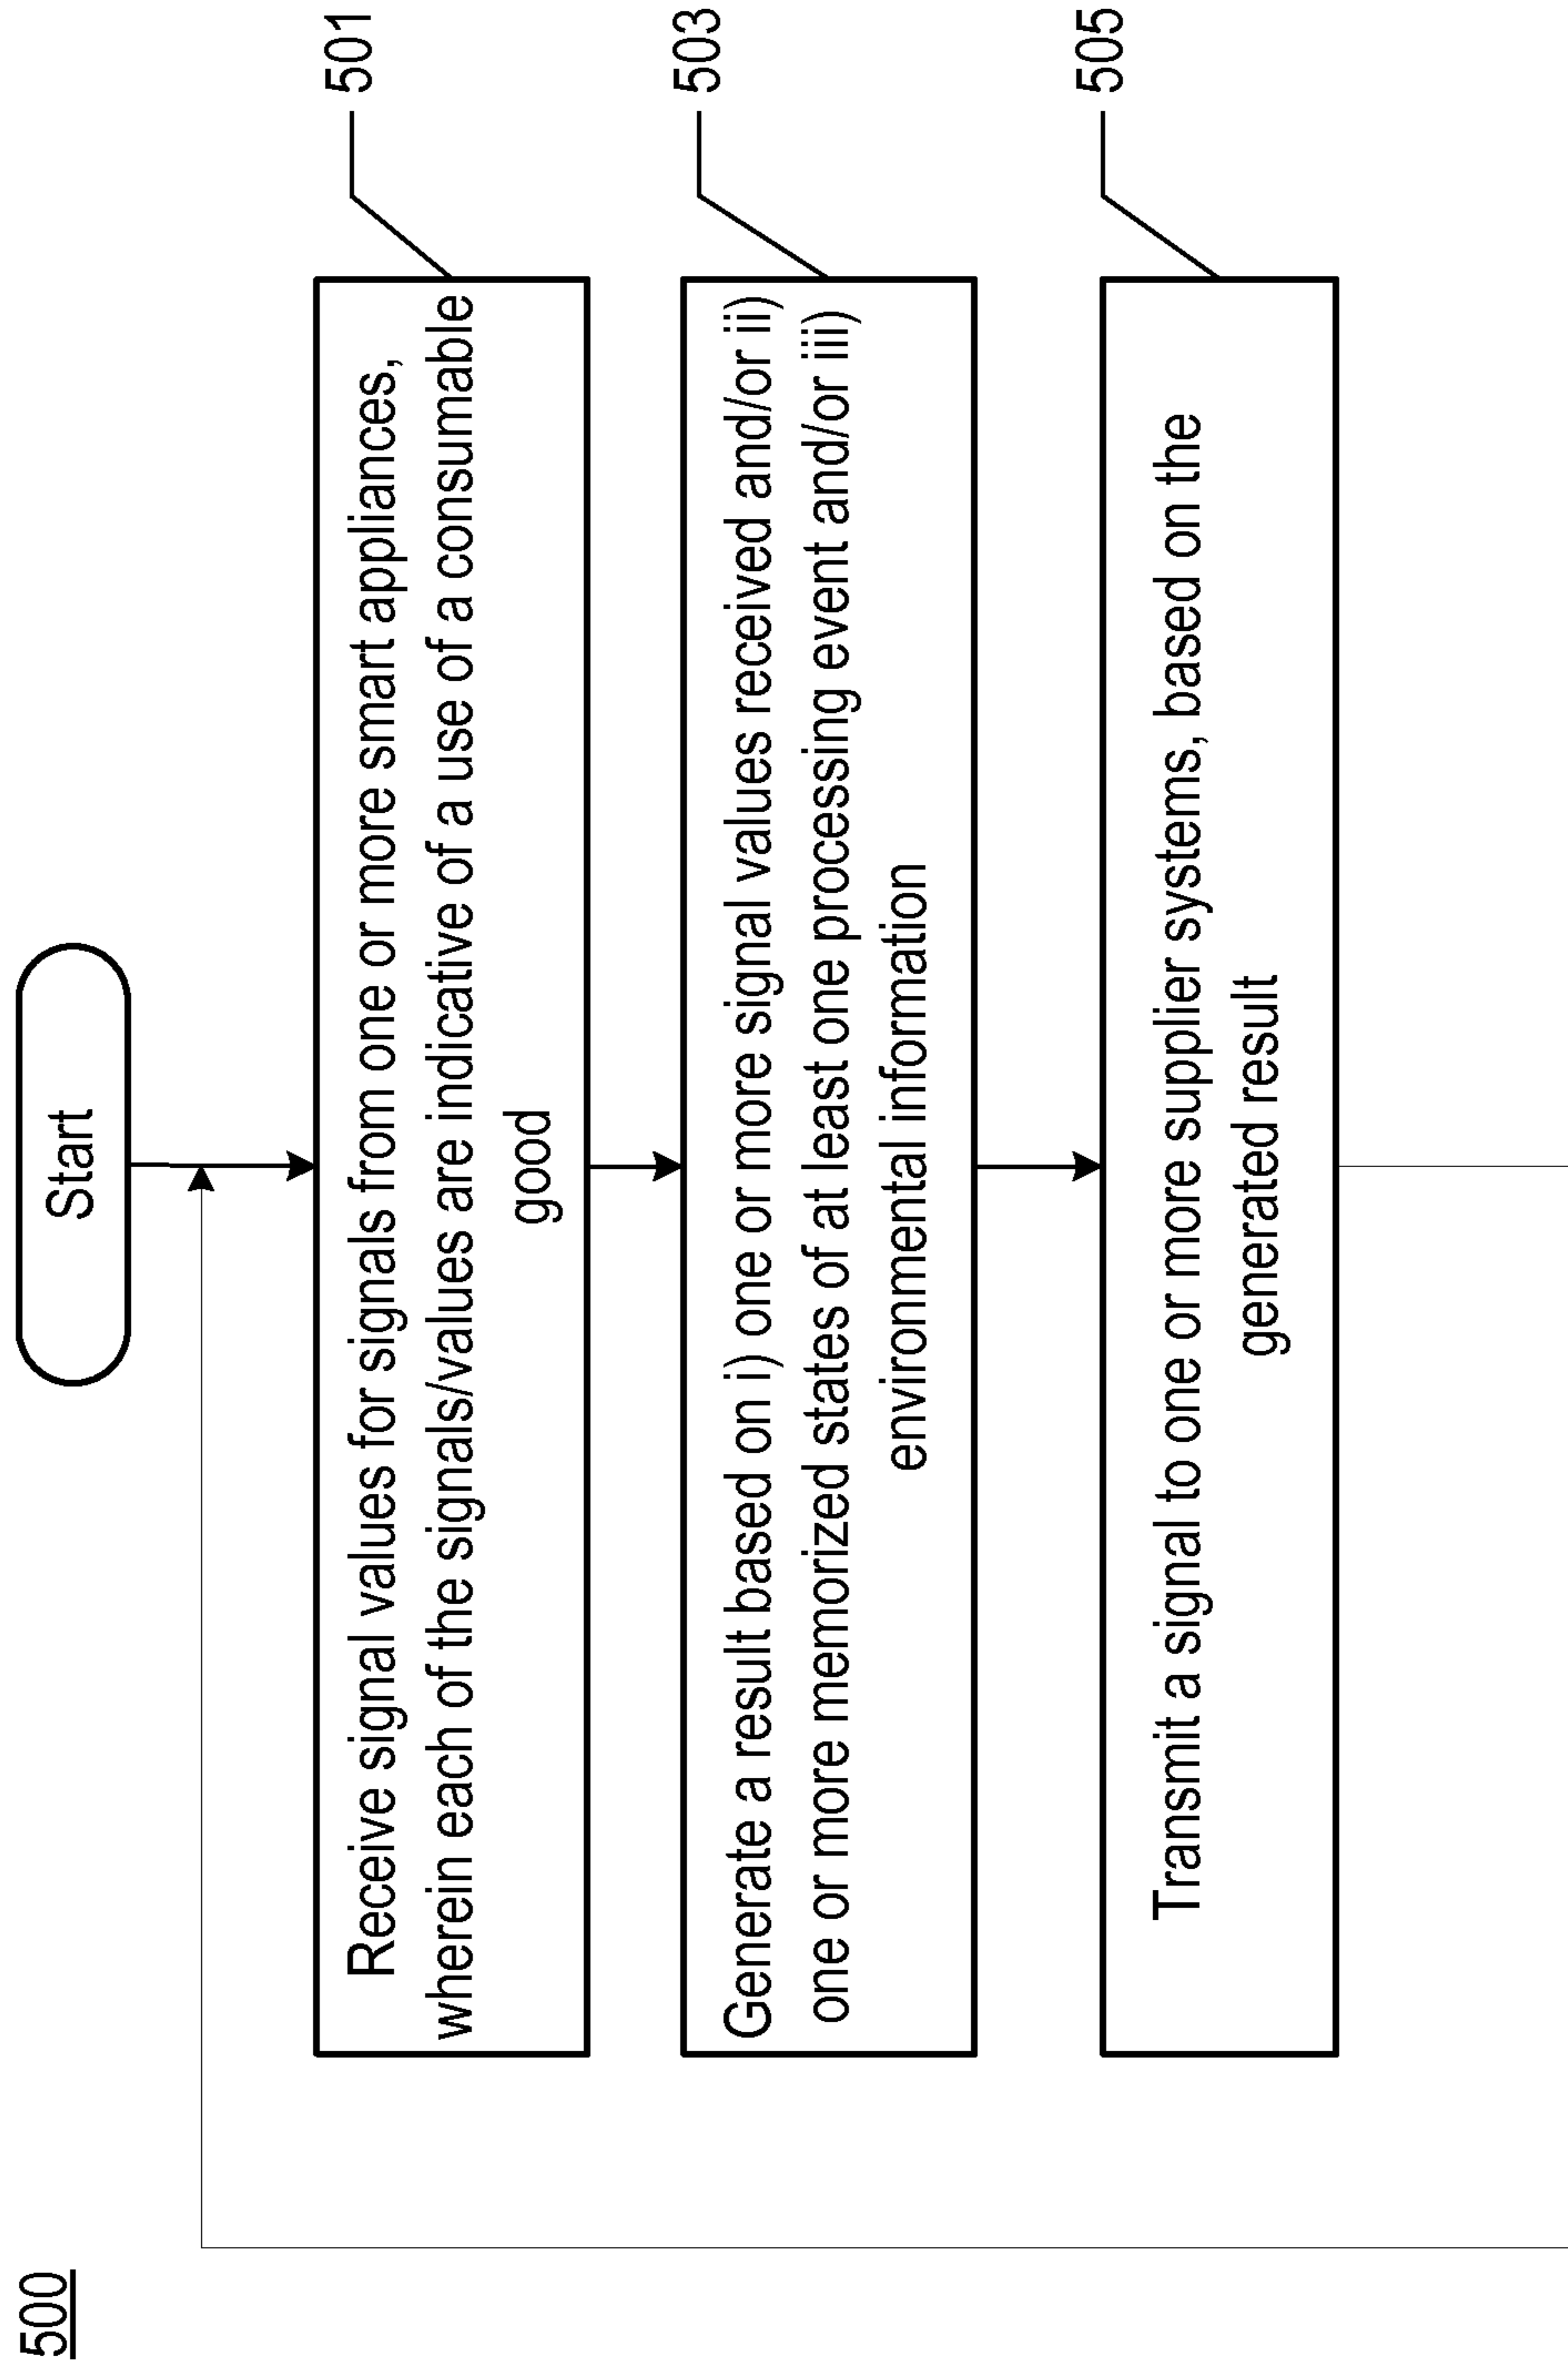 500
Start
Receive signal values for signals from one or more smart appliances,
wherein each of the signals/values are indicative of a use of a consumable
good
501
Generate a result based on i) one or more signal values received and/or ii)
one or more memorized states of at least one processing event and/or iii)
environmental information
503
Transmit a signal to one or more supplier systems, based on the
generated result
505